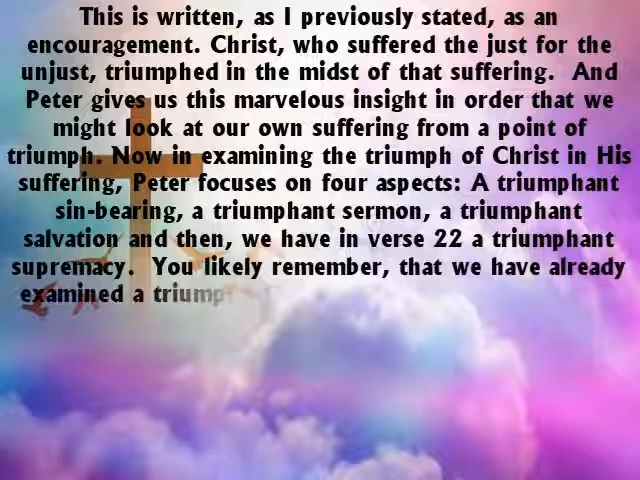 This is written, as I previously stated, as an
encouragement. Christ, who suffered the just for the
unjust, triumphed in the midst of that suffering.  And
Peter gives us this marvelous insight in order that we
might look at our own suffering from a point of
triumph. Now in examining the triumph of Christ in His
suffering, Peter focuses on four aspects: A triumphant
sin-bearing, a triumphant sermon, a triumphant
salvation and then, we have in verse 22 a triumphant
supremacy.  You likely remember, that we have already
examined a triump